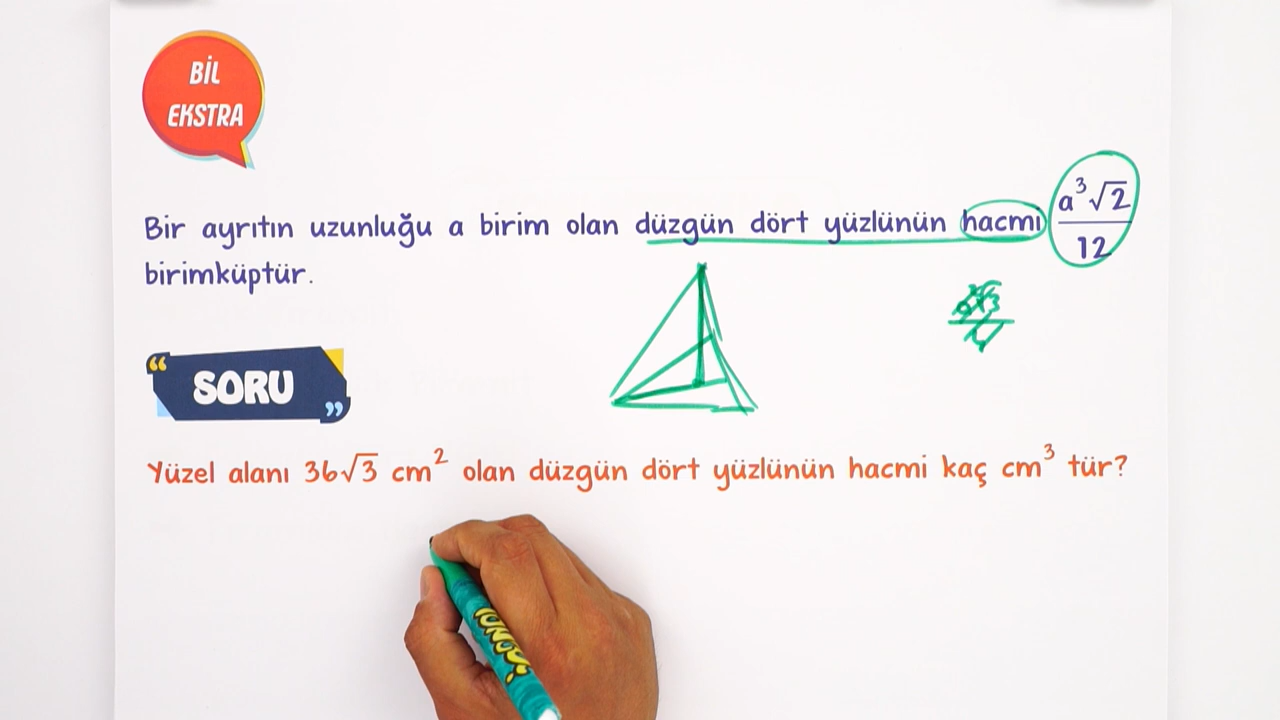 BİL
EKSTRA
Bir ayrıtın uzunluğu a birim olan düzgün dört yüzlünün hacmı a³√2/12
birimküptür.
“ SORU ”
Yüzel alanı 36√3 cm² olan düzgün dört yüzlünün hacmi kaç cm³ tür?